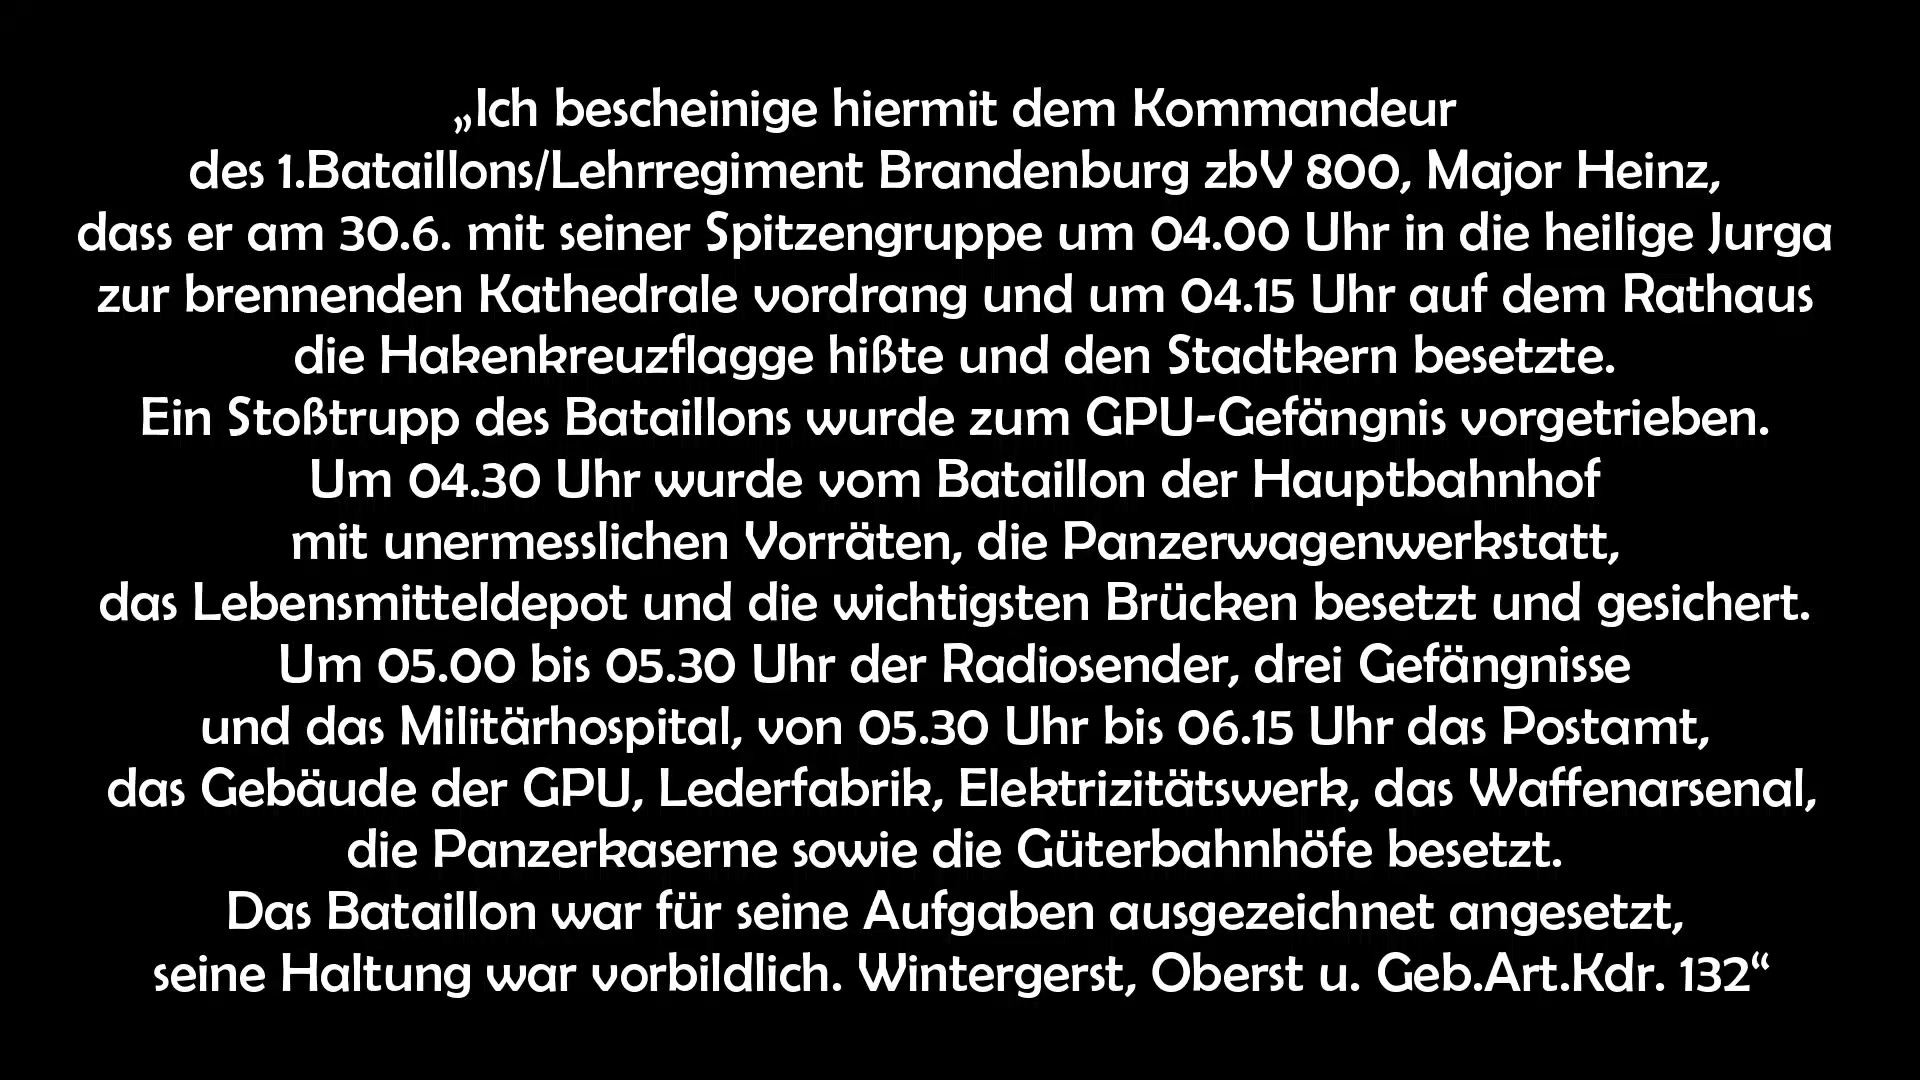 „Ich bescheinige hiermit dem Kommandeur
des 1.Bataillons/Lehrregiment Brandenburg zbV 800, Major Heinz,
dass er am 30.6. mit seiner Spitzengruppe um 04.00 Uhr in die heilige Jurga
zur brennenden Kathedrale vordrang und um 04.15 Uhr auf dem Rathaus
die Hakenkreuzflagge hißte und den Stadtkern besetzte.
Ein Stoßtrupp des Bataillons wurde zum GPU-Gefängnis vorgetrieben.
Um 04.30 Uhr wurde vom Bataillon der Hauptbahnhof
mit unermesslichen Vorräten, die Panzerwagenwerkstatt,
das Lebensmitteldepot und die wichtigsten Brücken besetzt und gesichert.
Um 05.00 bis 05.30 Uhr der Radiosender, drei Gefängnisse
und das Militärhospital, von 05.30 Uhr bis 06.15 Uhr das Postamt,
das Gebäude der GPU, Lederfabrik, Elektrizitätswerk, das Waffenarsenal,
die Panzerkaserne sowie die Güterbahnhöfe besetzt.
Das Bataillon war für seine Aufgaben ausgezeichnet angesetzt,
seine Haltung war vorbildlich. Wintergerst, Oberst u. Geb.Art.Kdr. 132“